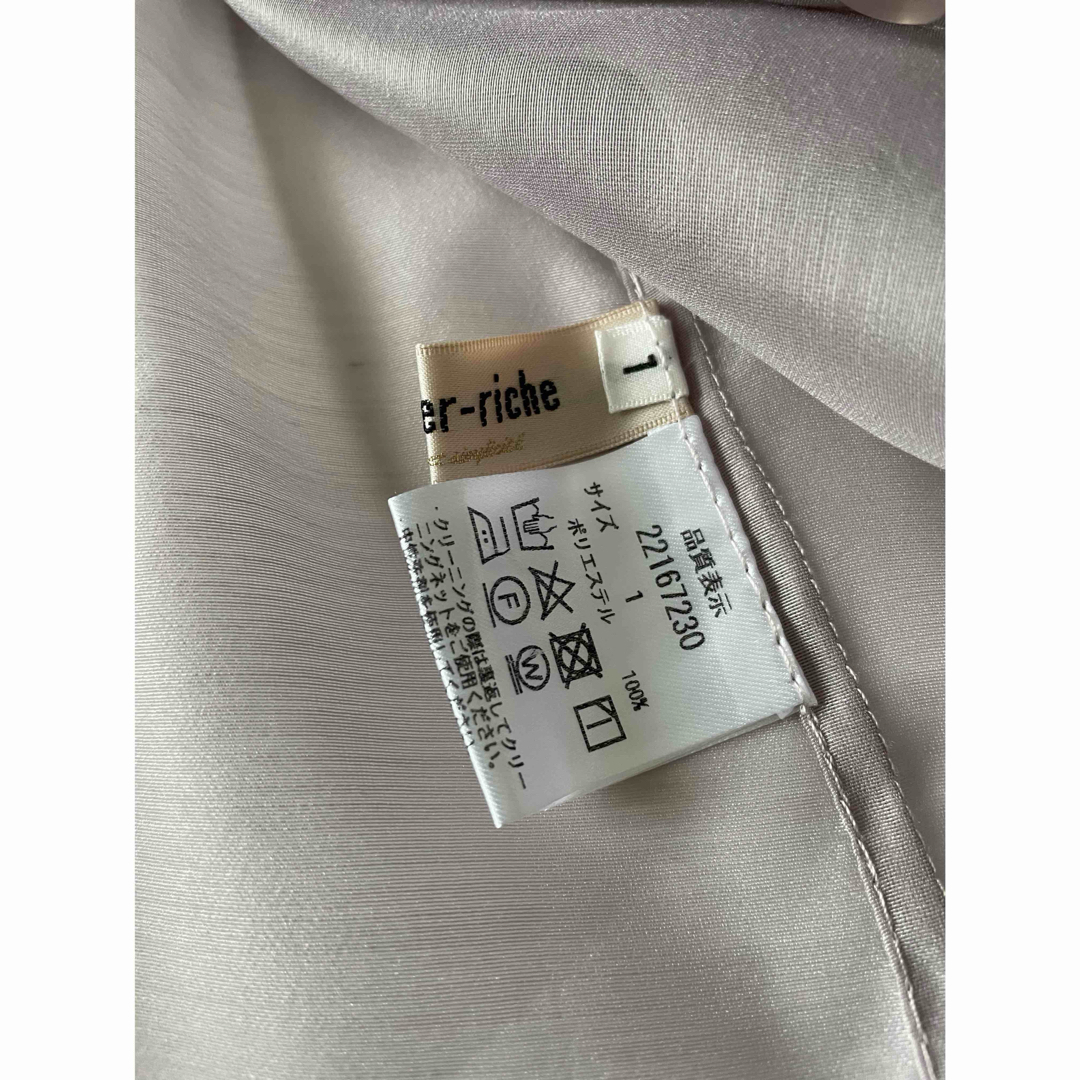 er-riche
simplicité
1
品質表示
22167230
サイズ 1
ポリエステル 100%
F
W
・クリーニングの際は裏返してクリー
ニングネットをご使用ください。